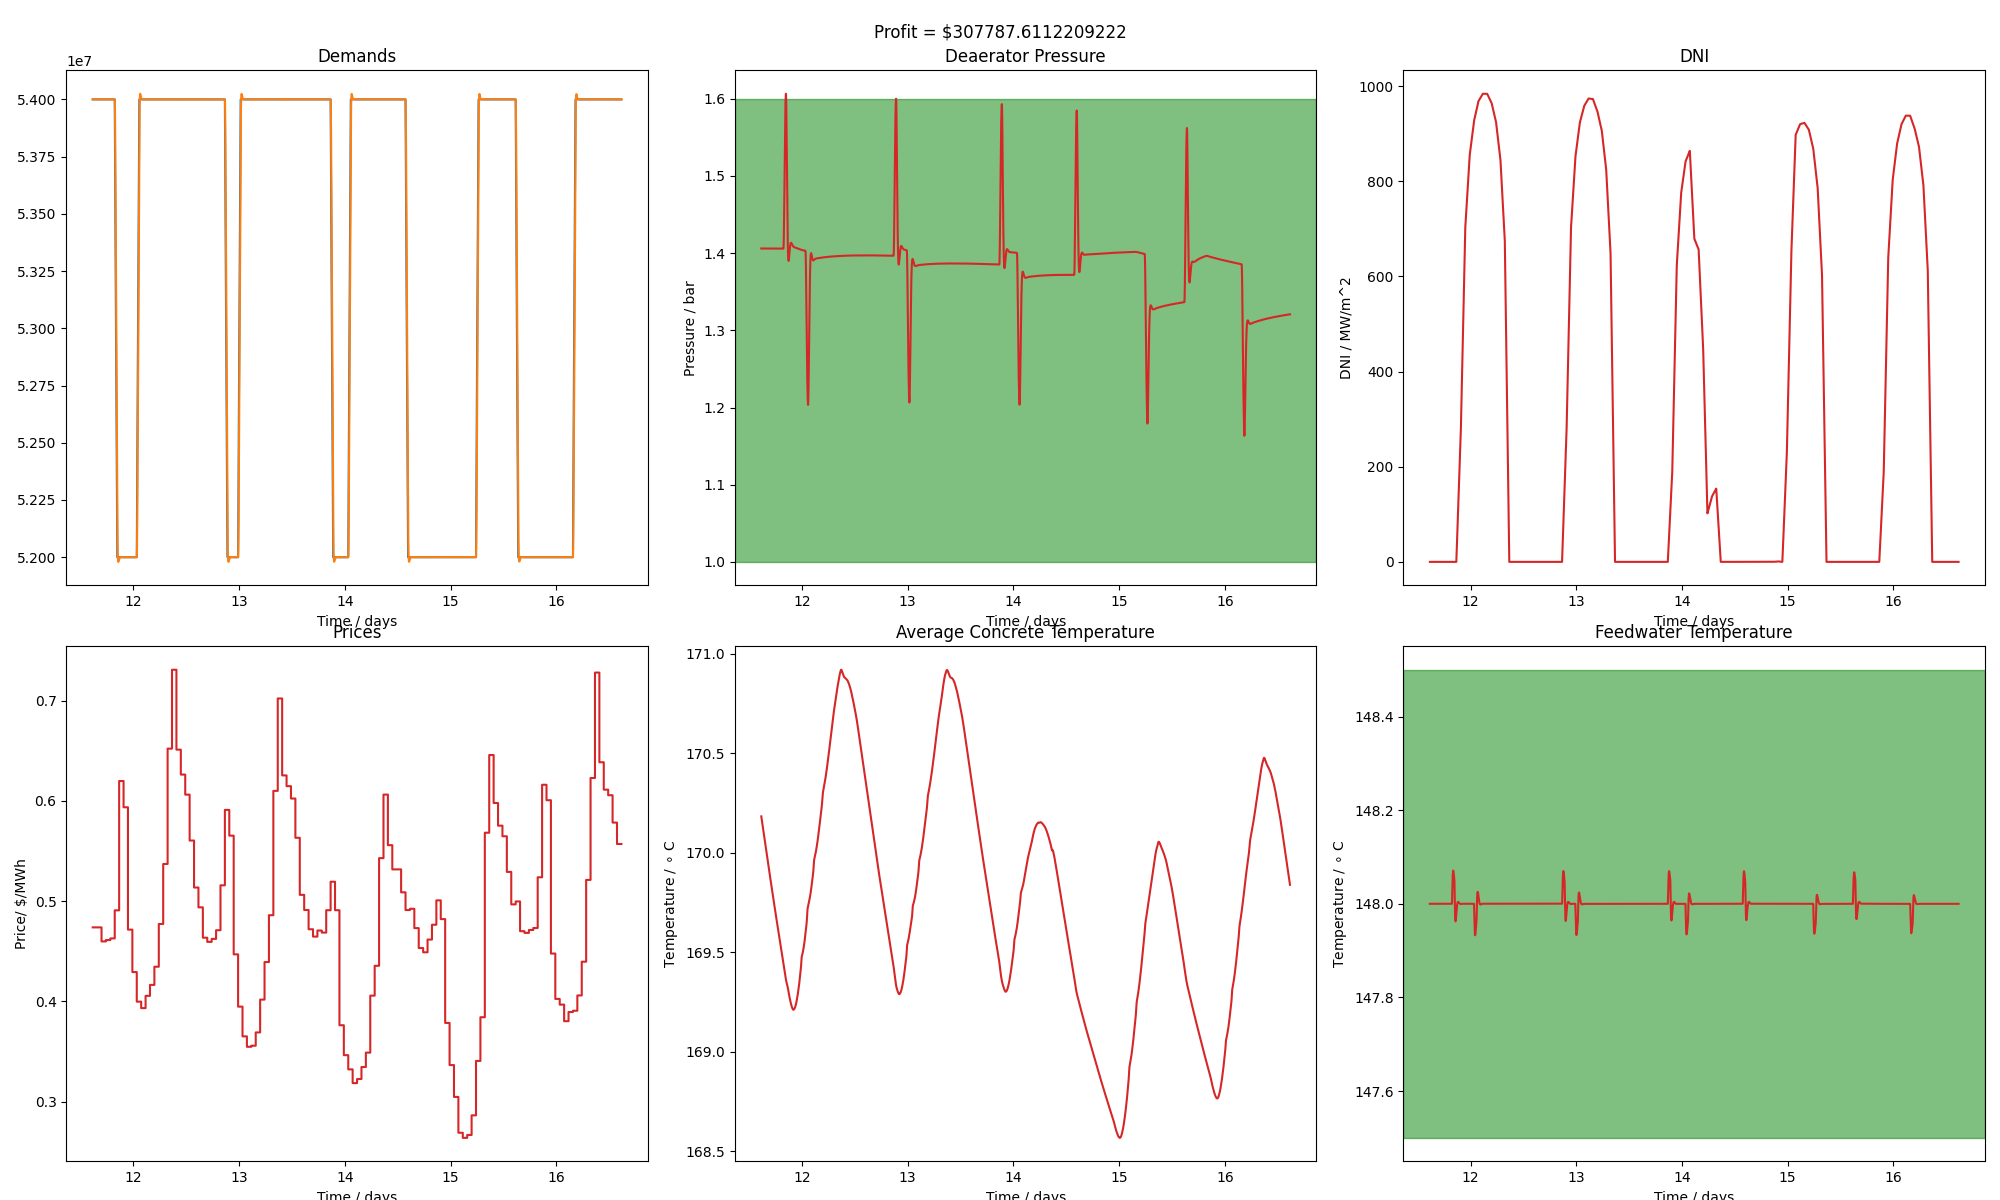 Profit = $307787.6112209222
Demands
1e7
5.400
5.375
5.350
5.325
5.300
5.275
5.250
5.225
5.200
12 13 14 15 16
Time / days
Deaerator Pressure
Pressure / bar
1.6
1.5
1.4
1.3
1.2
1.1
1.0
12 13 14 15 16
Time / days
DNI
DNI / MW/m^2
1000
800
600
400
200
0
12 13 14 15 16
Time / days
Prices
Price/ $/MWh
0.7
0.6
0.5
0.4
0.3
12 13 14 15 16
Time / days
Average Concrete Temperature
Temperature / ∘ C
171.0
170.5
170.0
169.5
169.0
168.5
12 13 14 15 16
Time / days
Feedwater Temperature
Temperature / ∘ C
148.4
148.2
148.0
147.8
147.6
12 13 14 15 16
Time / days